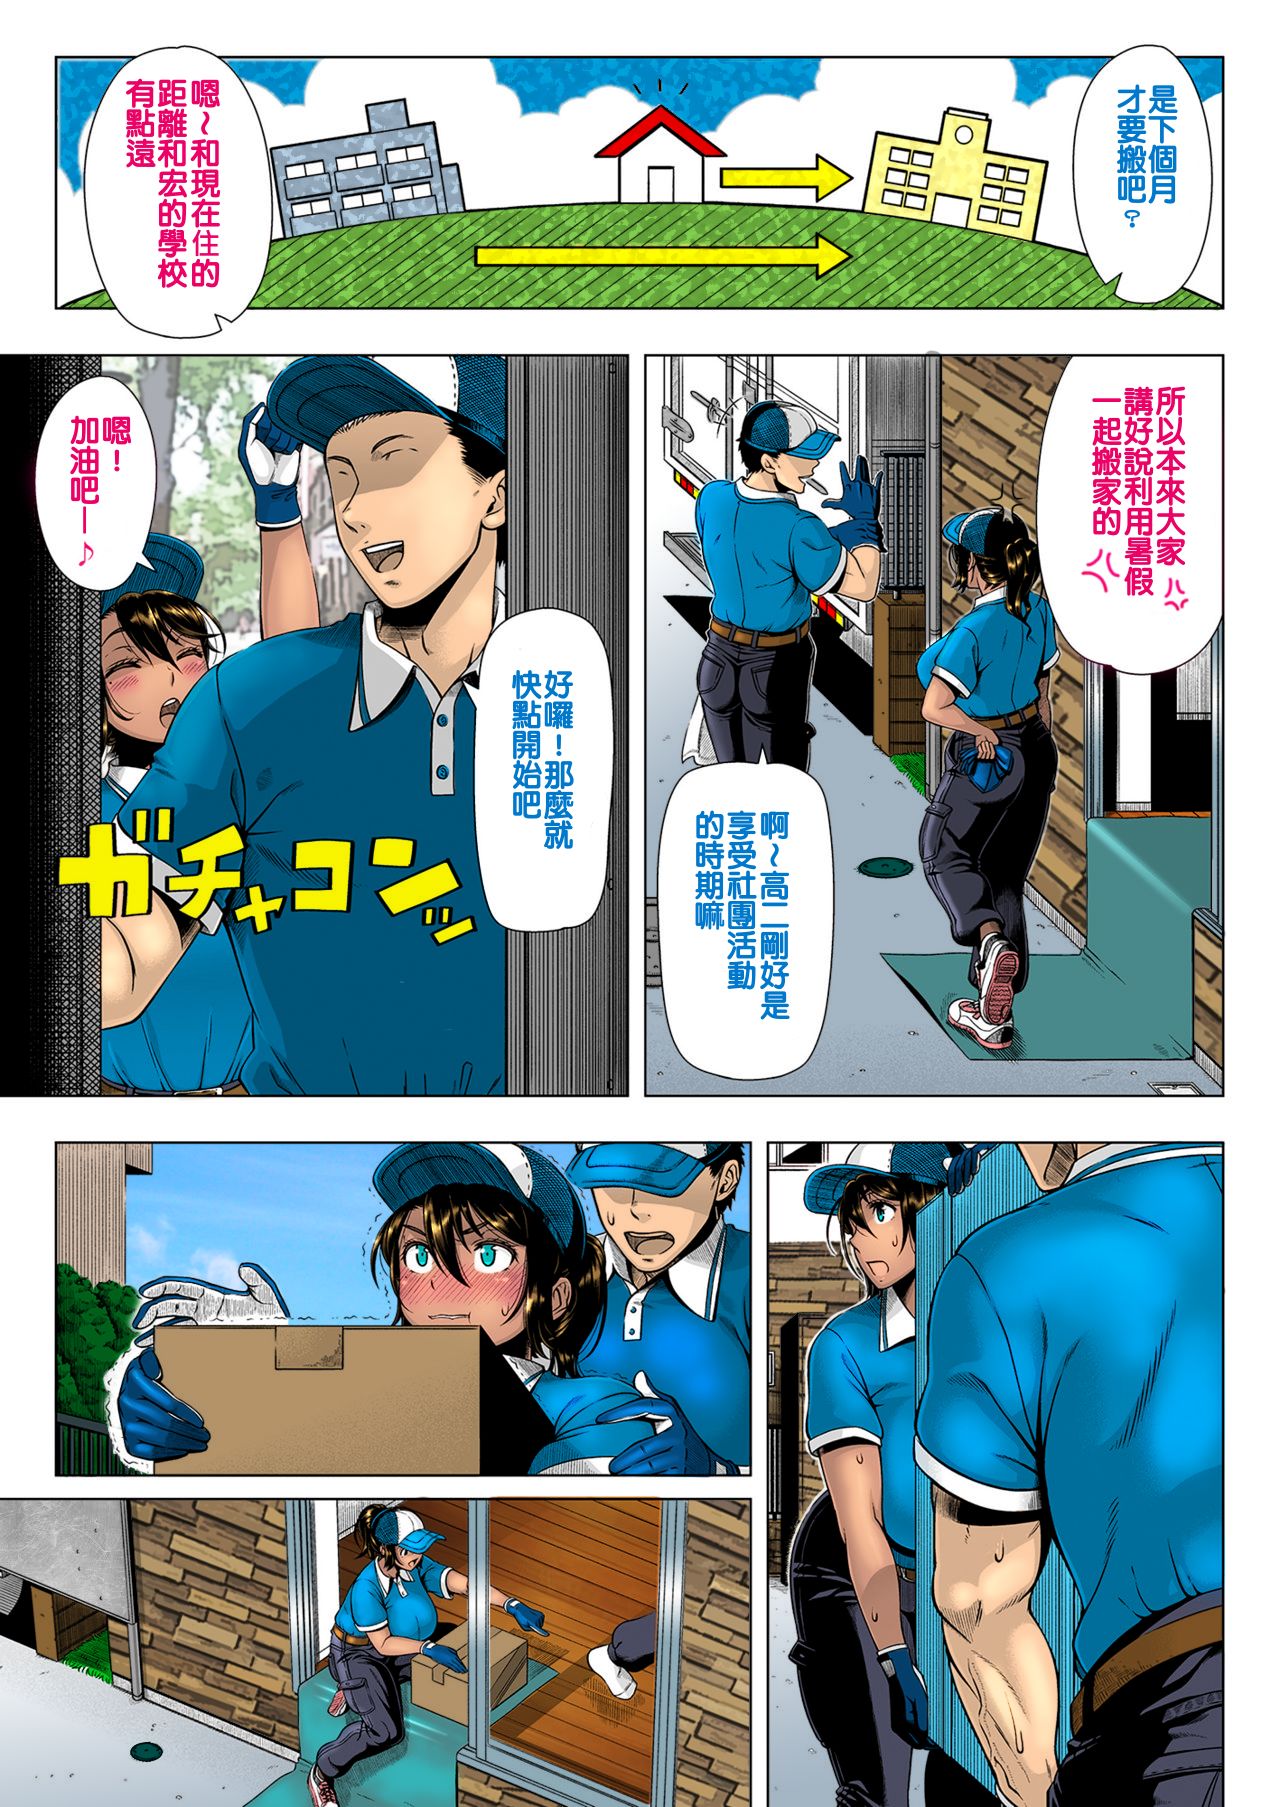 是下個月
才要搬吧？
嗯～和現在住的
距離和宏的學校
有點遠
所以本來大家
講好說利用暑假
一起搬家的
啊～高二剛好是
享受社團活動
的時期嘛
好囉！那麼就
快點開始吧
嗯！
加油吧ー♪
ガチャコンッ